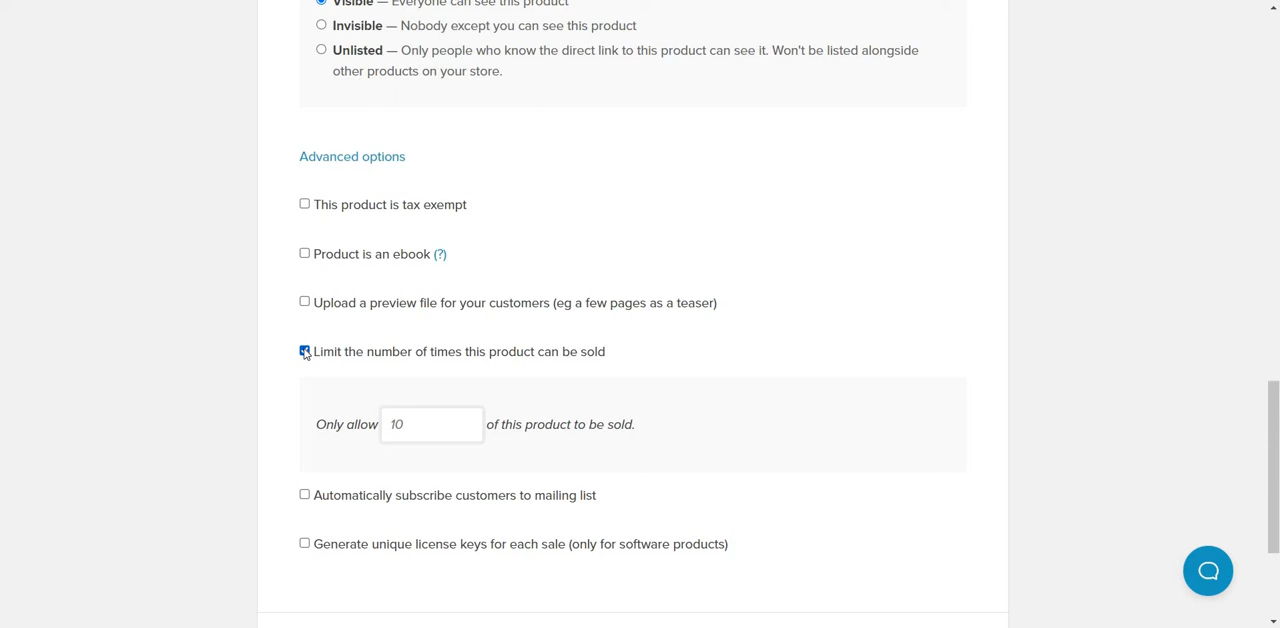 Visible — Everyone can see this product
Invisible — Nobody except you can see this product
Unlisted — Only people who know the direct link to this product can see it. Won't be listed alongside
other products on your store.
Advanced options
This product is tax exempt
Product is an ebook (?)
Upload a preview file for your customers (eg a few pages as a teaser)
Limit the number of times this product can be sold
Only allow 10 of this product to be sold.
Automatically subscribe customers to mailing list
Generate unique license keys for each sale (only for software products)